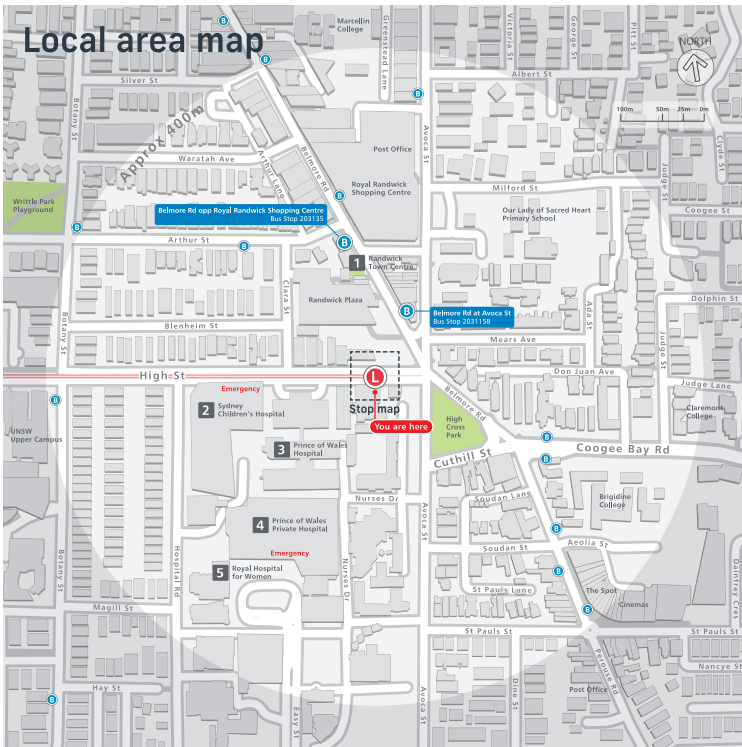 Local area map
Marcellin
College
Greenstead Lane
Victoria St
George St
Pitt St
NORTH
Silver St
Albert St
100m 50m 25m 0m
Botany St
Approx 400m
Avoca St
Clyde St
Post Office
Waratah Ave
Arthur Lane
Belmore Rd
Judge St
Royal Randwick
Shopping Centre
Milford St
Writtle Park
Playground
Belmore Rd opp Royal Randwick Shopping Centre
Bus Stop 203135
Our Lady of Sacred Heart
Primary School
Coogee St
Arthur St
B
1
Randwick
Town Centre
Clara St
Randwick Plaza
Dolphin St
Ada St
B
Belmore Rd at Avoca St
Bus Stop 2031158
Botany St
Blenheim St
Mears Ave
Judge St
High St
L
Don Juan Ave
Judge Lane
Emergency
Belmore Rd
2
Sydney
Children's Hospital
Stop map
You are here
High
Cross
Park
Claremont
College
UNSW
Upper Campus
3
Prince of Wales
Hospital
Cuthill St
Coogee Bay Rd
Nurses Dr
Soudan Lane
Brigidine
College
4
Prince of Wales
Private Hospital
Avoca St
Emergency
Soudan St
Aeolia St
Botany St
Hospital Rd
5
Royal Hospital
for Women
Nurses Dr
St Pauls Lane
The Spot
Cinemas
Daintrey Cres
Magill St
St Pauls St
St Pauls St
Perouse Rd
Nancye St
Hay St
Easy St
Avoca St
Dine St
Post Office